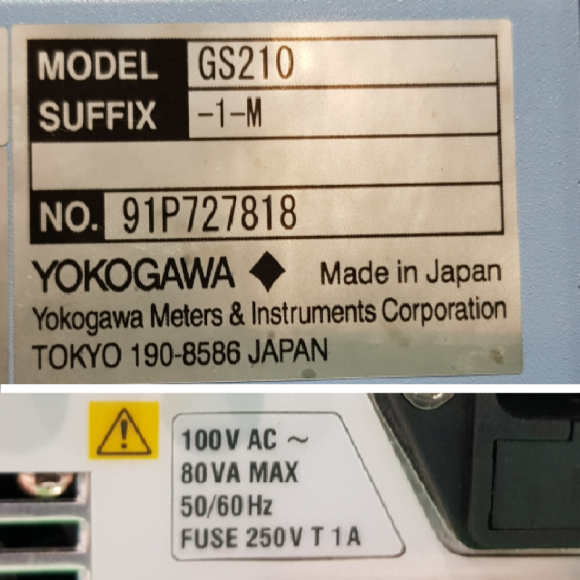 MODEL GS210
SUFFIX -1-M
NO. 91P727818
YOKOGAWA ◆ Made in Japan
Yokogawa Meters & Instruments Corporation
TOKYO 190-8586 JAPAN
100V AC ~
80VA MAX
50/60Hz
FUSE 250V T 1A